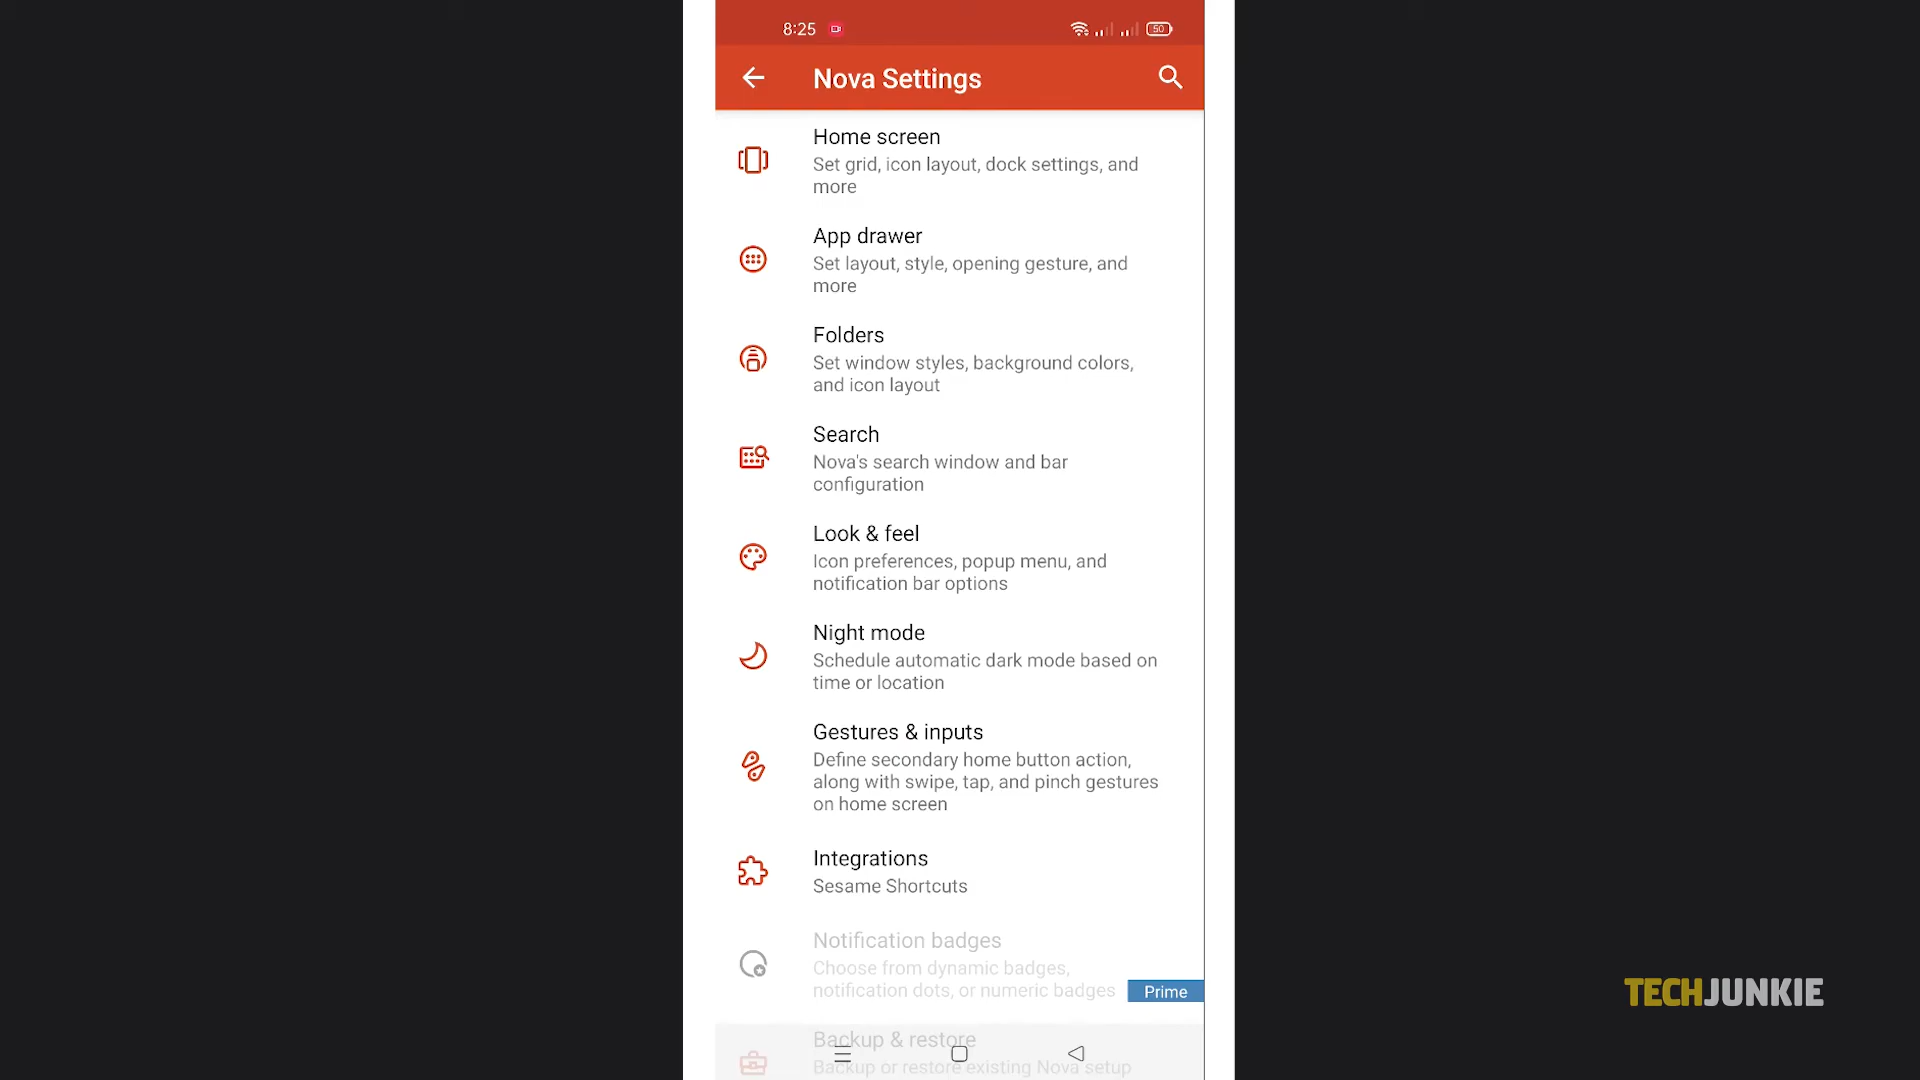 8:25
50
Nova Settings
Home screen
Set grid, icon layout, dock settings, and
more
App drawer
Set layout, style, opening gesture, and
more
Folders
Set window styles, background colors,
and icon layout
Search
Nova's search window and bar
configuration
Look & feel
Icon preferences, popup menu, and
notification bar options
Night mode
Schedule automatic dark mode based on
time or location
Gestures & inputs
Define secondary home button action,
along with swipe, tap, and pinch gestures
on home screen
Integrations
Sesame Shortcuts
Notification badges
Choose from dynamic badges,
notification dots, or numeric badges
Prime
Backup & restore
Backup or restore existing Nova setup
TECHJUNKIE